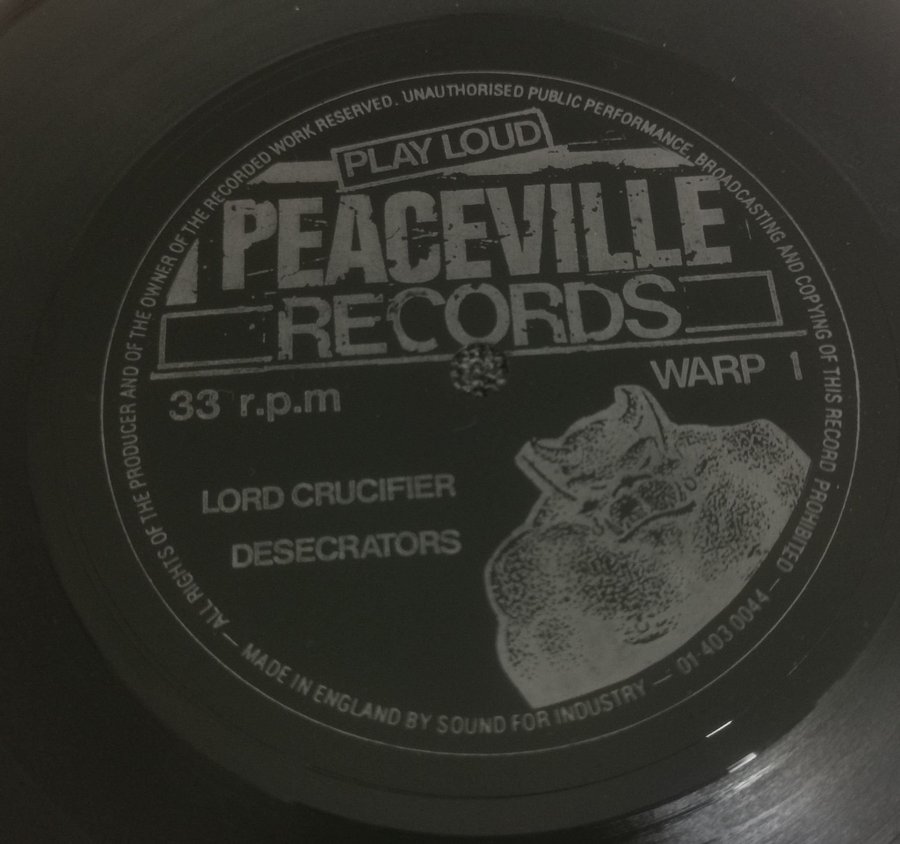 PLAY LOUD
PEACEVILLE
RECORDS
33 r.p.m
WARP 1
LORD CRUCIFIER
DESECRATORS
ALL RIGHTS OF THE PRODUCER AND OF THE OWNER OF THE RECORDED WORK RESERVED. UNAUTHORISED PUBLIC PERFORMANCE, BROADCASTING AND COPYING OF THIS RECORD PROHIBITED — 01-403 0044 —
— MADE IN ENGLAND BY SOUND FOR INDUSTRY